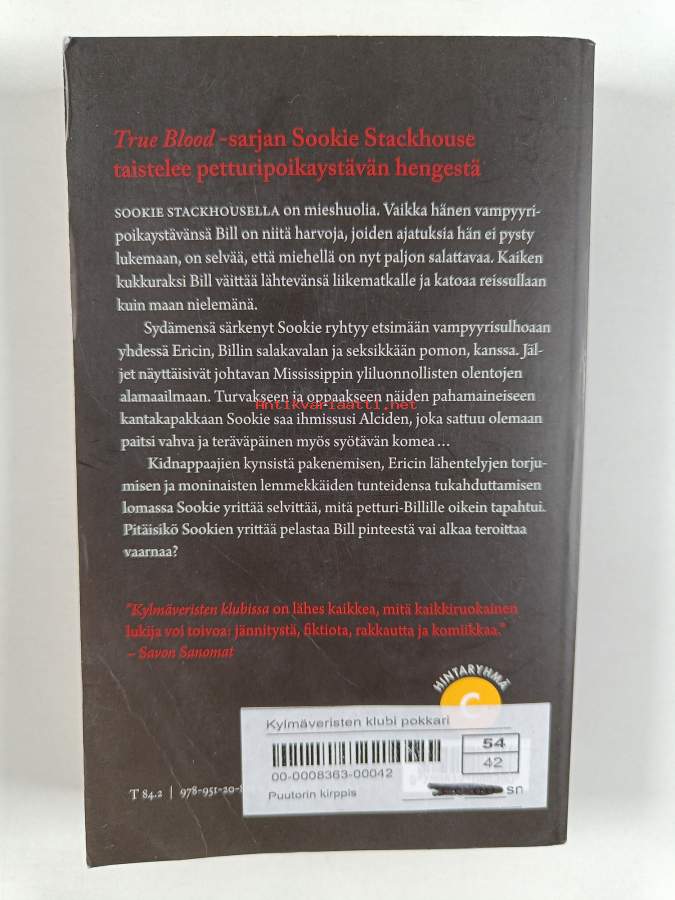 True Blood -sarjan Sookie Stackhouse
taistelee petturipoikaystävän hengestä
SOOKIE STACKHOUSELLA on mieshuolia. Vaikka hänen vampyyri-
poikaystävänsä Bill on niitä harvoja, joiden ajatuksia hän ei pysty
lukemaan, on selvää, että miehellä on nyt paljon salattavaa. Kaiken
kukkuraksi Bill väittää lähtevänsä liikematkalle ja katoaa reissullaan
kuin maan nielemänä.
Sydämensä särkenyt Sookie ryhtyy etsimään vampyyrisulhoaan
yhdessä Ericin, Billin salakavalan ja seksikkään pomon, kanssa. Jäl-
jet näyttäisivät johtavan Mississippin yliluonnollisten olentojen
alamaailmaan. Turvakseen ja oppaakseen näiden pahamaineiseen
Antikvariaatti.net
kantakapakkaan Sookie saa ihmissusi Alciden, joka sattuu olemaan
paitsi vahva ja teräväpäinen myös syötävän komea ...
Kidnappaajien kynsistä pakenemisen, Ericin lähentelyjen torju-
misen ja moninaisten lemmekkäiden tunteidensa tukahduttamisen
lomassa Sookie yrittää selvittää, mitä petturi-Billille oikein tapahtui.
Pitäisikö Sookien yrittää pelastaa Bill pinteestä vai alkaa teroittaa
vaarnaa?
"Kylmäveristen klubissa on lähes kaikkea, mitä kaikkiruokainen
lukija voi toivoa: jännitystä, fiktiota, rakkautta ja komiikkaa."
– Savon Sanomat
HINTARYHMÄ
C
Kylmäveristen klubi pokkari
54
42
00-0008363-00042
Puutorin kirppis
sn
T 84.2 | 978-951-20-8